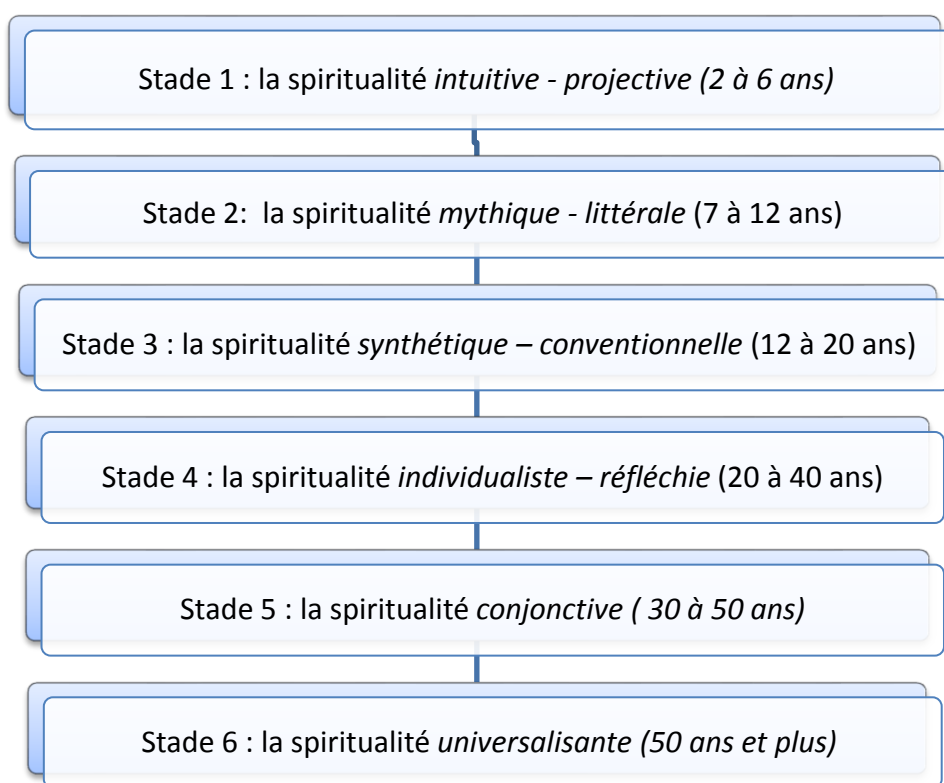 Stade 1 : la spiritualité intuitive - projective (2 à 6 ans)
Stade 2: la spiritualité mythique - littérale (7 à 12 ans)
Stade 3 : la spiritualité synthétique – conventionnelle (12 à 20 ans)
Stade 4 : la spiritualité individualiste – réfléchie (20 à 40 ans)
Stade 5 : la spiritualité conjonctive ( 30 à 50 ans)
Stade 6 : la spiritualité universalisante (50 ans et plus)